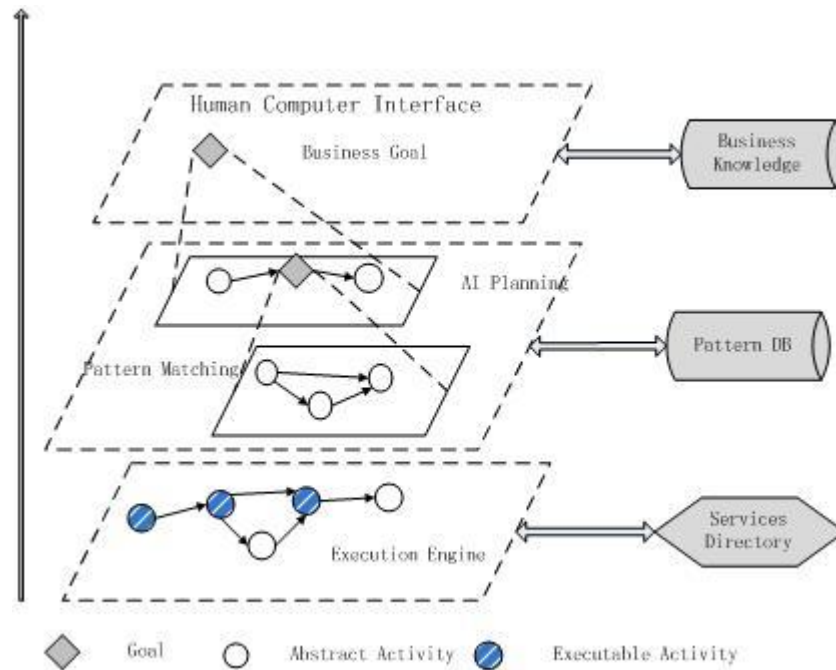 Human Computer Interface
Business Goal
Business
Knowledge
AI Planning
Pattern Matching
Pattern DB
Services
Directory
Execution Engine
Goal
Abstract Activity
Executable Activity